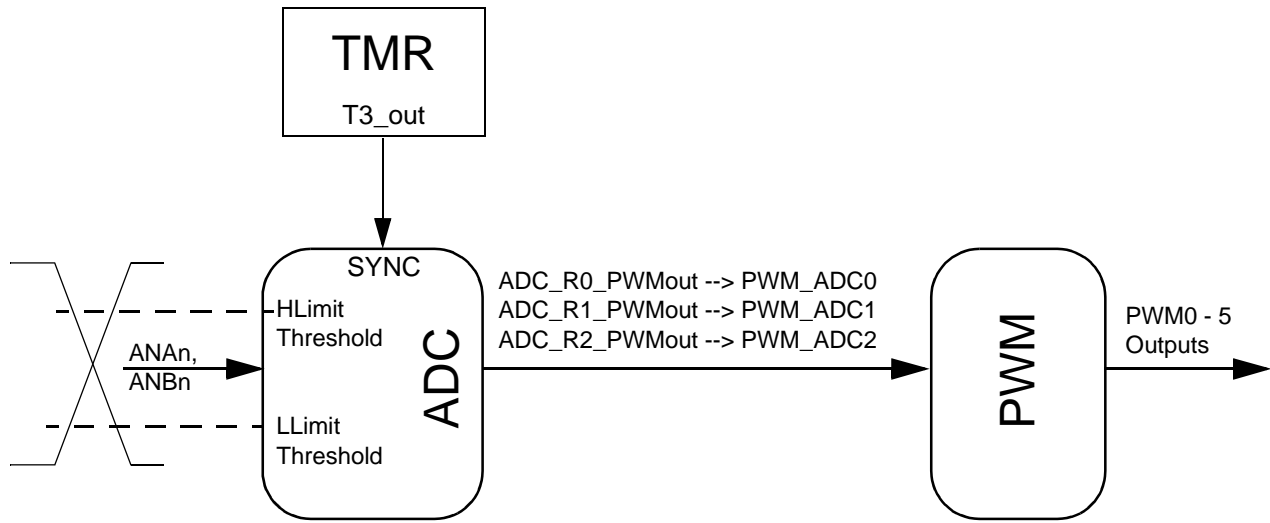 TMR
T3_out
SYNC
HLimit
Threshold
ANAn,
ANBn
LLimit
Threshold
ADC
ADC_R0_PWMout --> PWM_ADC0
ADC_R1_PWMout --> PWM_ADC1
ADC_R2_PWMout --> PWM_ADC2
PWM
PWM0 - 5
Outputs